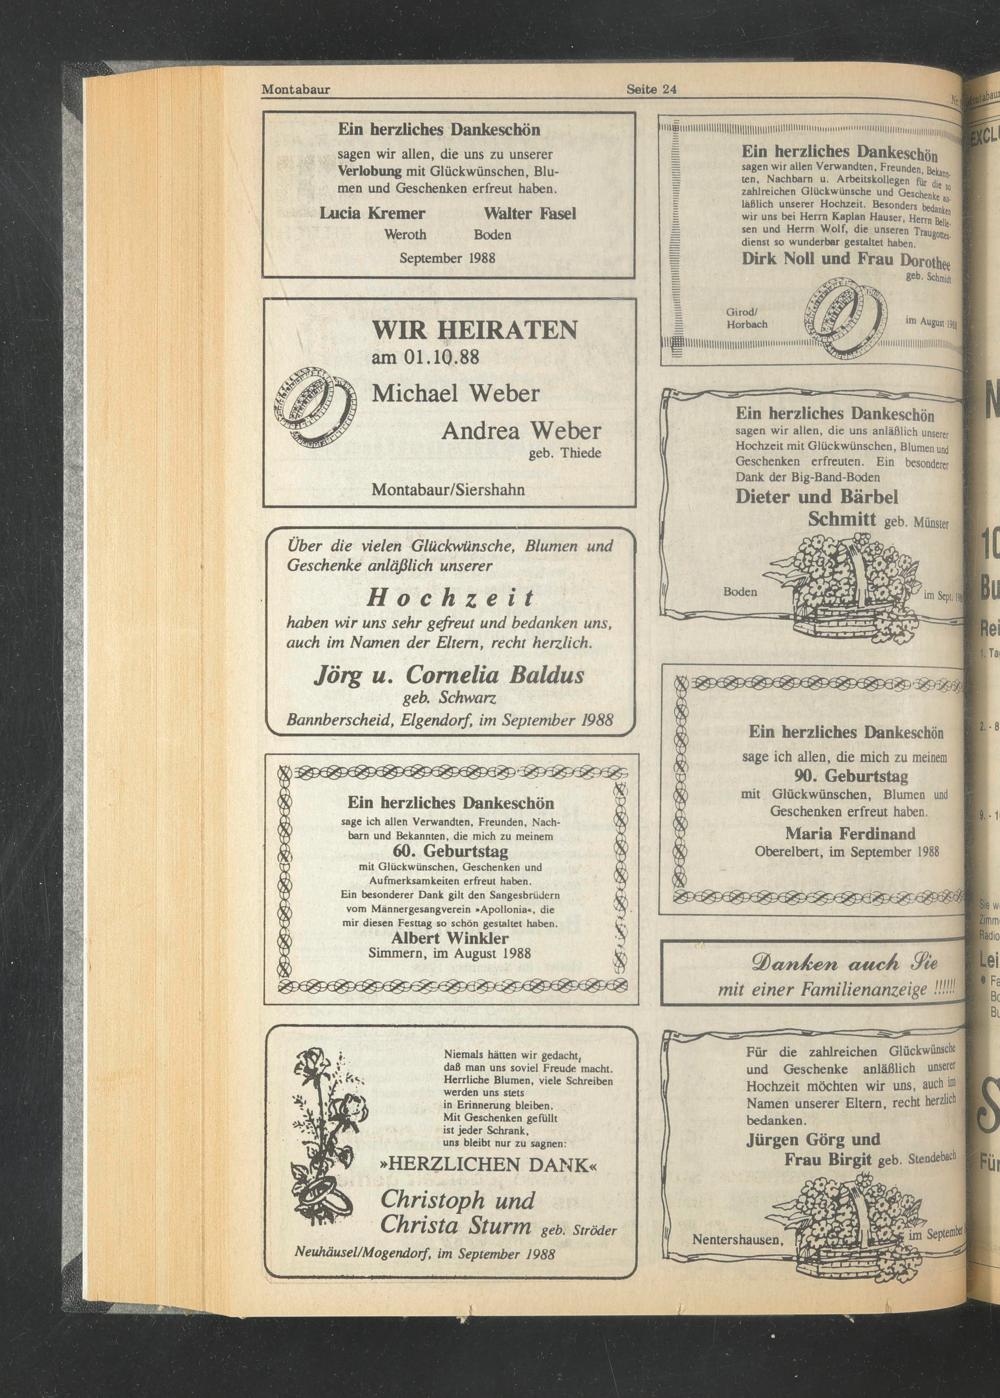 Montabaur
Seite 24
Ein herzliches Dankeschön
sagen wir allen, die uns zu unserer
Verlobung mit Glückwünschen, Blu-
men und Geschenken erfreut haben.
Lucia Kremer Walter Fasel
Weroth Boden
September 1988
WIR HEIRATEN
am 01.10.88
Michael Weber
Andrea Weber
geb. Thiede
Montabaur/Siershahn
Über die vielen Glückwünsche, Blumen und
Geschenke anläßlich unserer
Hochzeit
haben wir uns sehr gefreut und bedanken uns,
auch im Namen der Eltern, recht herzlich.
Jörg u. Cornelia Baldus
geb. Schwarz
Bannberscheid, Elgendorf, im September 1988
Ein herzliches Dankeschön
sage ich allen Verwandten, Freunden, Nach-
barn und Bekannten, die mich zu meinem
60. Geburtstag
mit Glückwünschen, Geschenken und
Aufmerksamkeiten erfreut haben.
Ein besonderer Dank gilt den Sangesbrüdern
vom Männergesangverein »Apollonia«, die
mir diesen Festtag so schön gestaltet haben.
Albert Winkler
Simmern, im August 1988
Niemals hätten wir gedacht,
daß man uns soviel Freude macht.
Herrliche Blumen, viele Schreiben
werden uns stets
in Erinnerung bleiben.
Mit Geschenken gefüllt
ist jeder Schrank,
uns bleibt nur zu sagnen:
»HERZLICHEN DANK«
Christoph und
Christa Sturm geb. Ströder
Neuhäusel/Mogendorf, im September 1988
Ein herzliches Dankeschön
sagen wir allen Verwandten, Freunden, Bekann-
ten, Nachbarn u. Arbeitskollegen für die so
zahlreichen Glückwünsche und Geschenke an-
läßlich unserer Hochzeit. Besonders bedanken
wir uns bei Herrn Kaplan Hauser, Herrn Belle-
sen und Herrn Wolf, die unseren Traugottes-
dienst so wunderbar gestaltet haben.
Dirk Noll und Frau Dorothee
geb. Schmidt
Girod/
Horbach
im August
Ein herzliches Dankeschön
sagen wir allen, die uns anläßlich unserer
Hochzeit mit Glückwünschen, Blumen und
Geschenken erfreuten. Ein besonderer
Dank der Big-Band-Boden
Dieter und Bärbel
Schmitt geb. Münster
Boden
im Sept.
Ein herzliches Dankeschön
sage ich allen, die mich zu meinem
90. Geburtstag
mit Glückwünschen, Blumen und
Geschenken erfreut haben.
Maria Ferdinand
Oberelbert, im September 1988
Danken auch Sie
mit einer Familienanzeige !!!!!!
Für die zahlreichen Glückwünsche
und Geschenke anläßlich unserer
Hochzeit möchten wir uns, auch im
Namen unserer Eltern, recht herzlich
bedanken.
Jürgen Görg und
Frau Birgit geb. Stendebach
Nentershausen,
im September